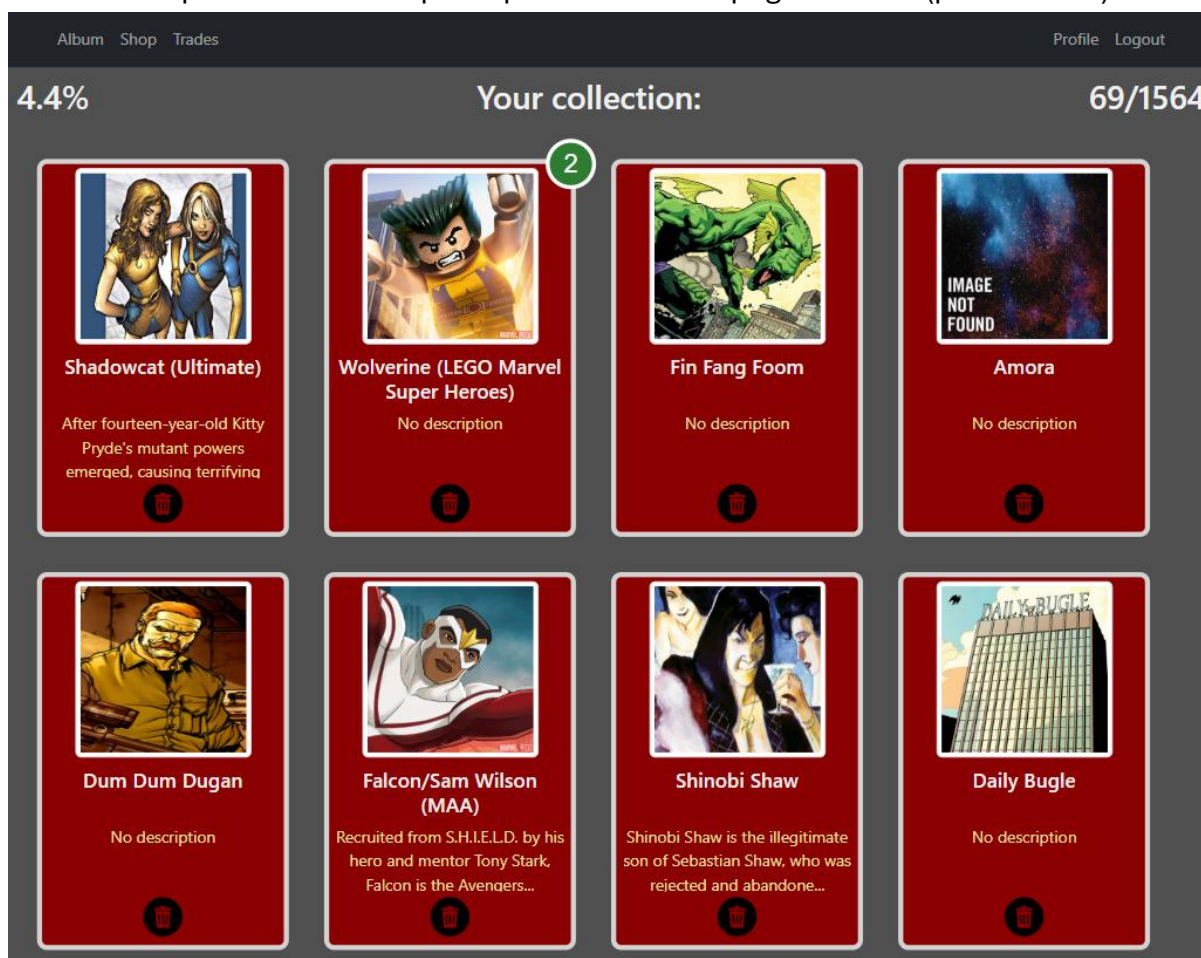 Album Shop Trades Profile Logout
4.4% Your collection: 69/1564
2
IMAGE
NOT
FOUND
Shadowcat (Ultimate)
Wolverine (LEGO Marvel
Super Heroes)
Fin Fang Foom
Amora
After fourteen-year-old Kitty
Pryde's mutant powers
emerged, causing terrifying
No description
No description
No description
DAILY BUGLE
Dum Dum Dugan
Falcon/Sam Wilson
(MAA)
Shinobi Shaw
Daily Bugle
No description
Recruited from S.H.I.E.L.D. by his
hero and mentor Tony Stark,
Falcon is the Avengers...
Shinobi Shaw is the illegitimate
son of Sebastian Shaw, who was
rejected and abandone...
No description